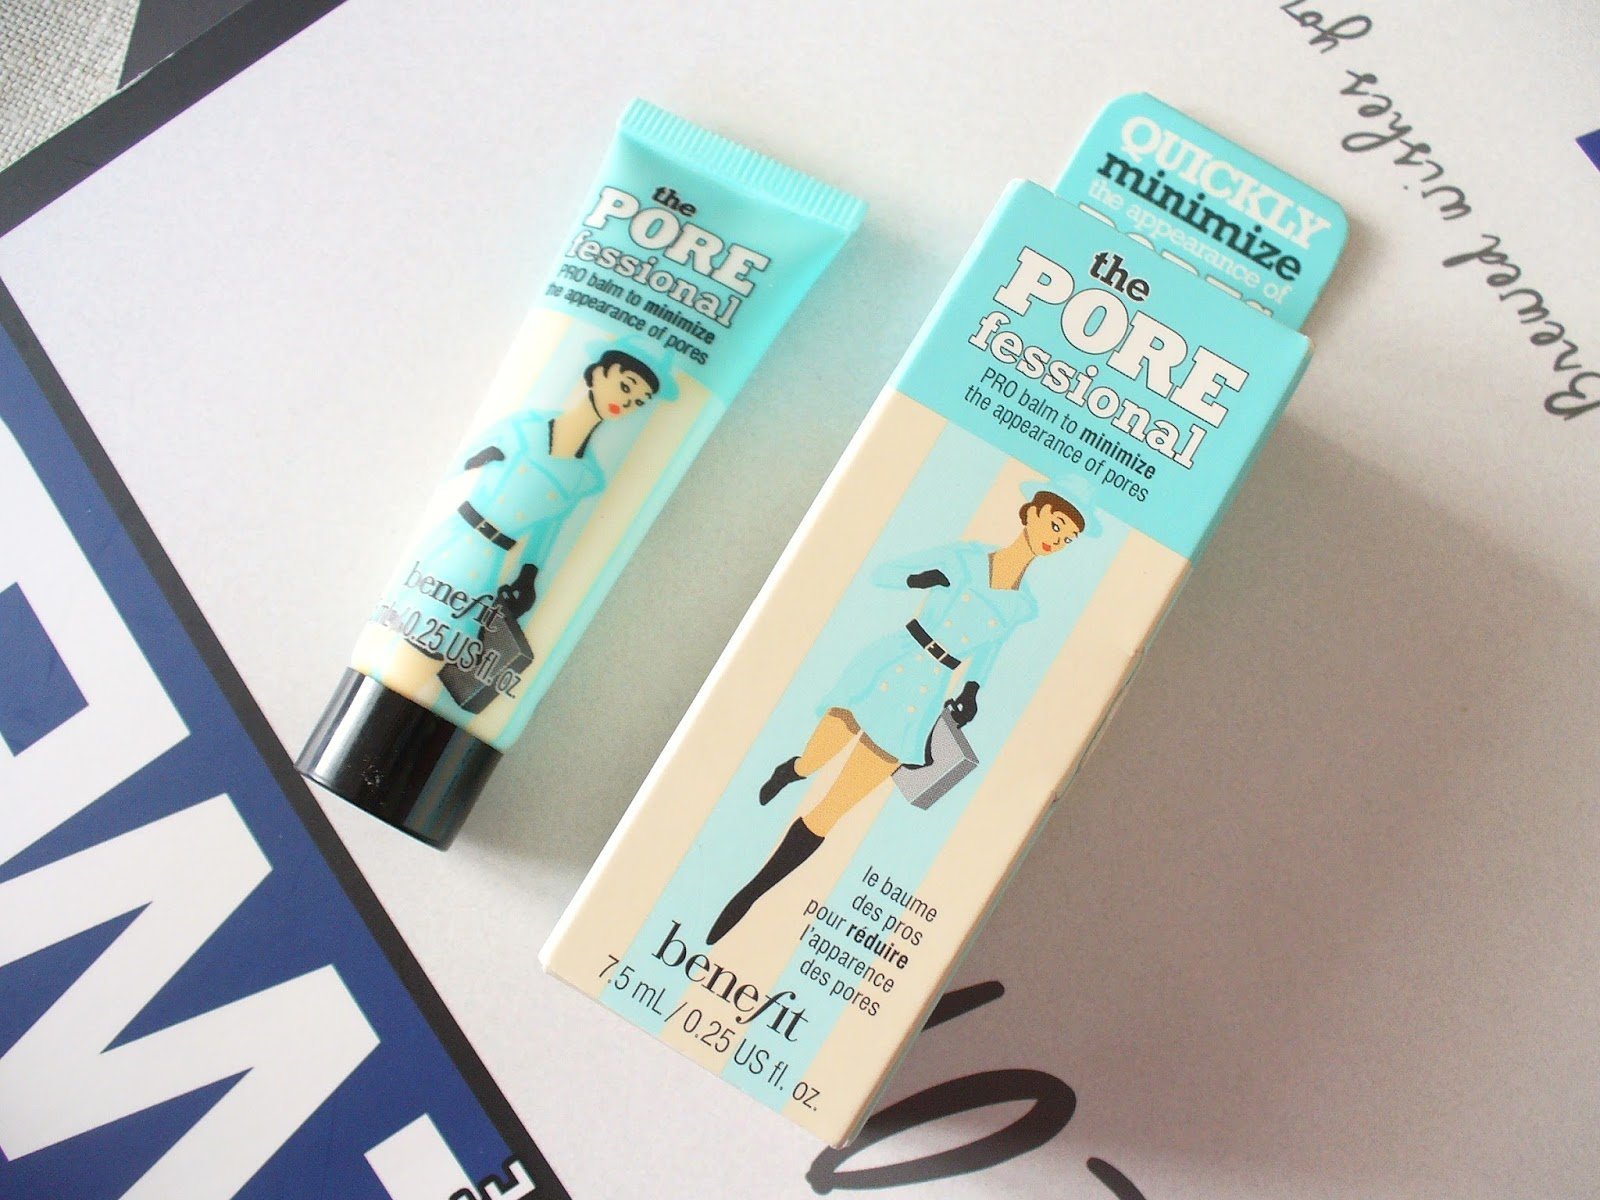 the
PORE
fessional
PRO balm to minimize
the appearance of pores
benefit
0.25 US fl. oz.
QUICKLY
minimize
the appearance of
the
PORE
fessional
PRO balm to minimize
the appearance of pores
le baume
des pros
pour réduire
l'apparence
des pores
benefit
7.5 mL / 0.25 US fl. oz.
Brewed wishes